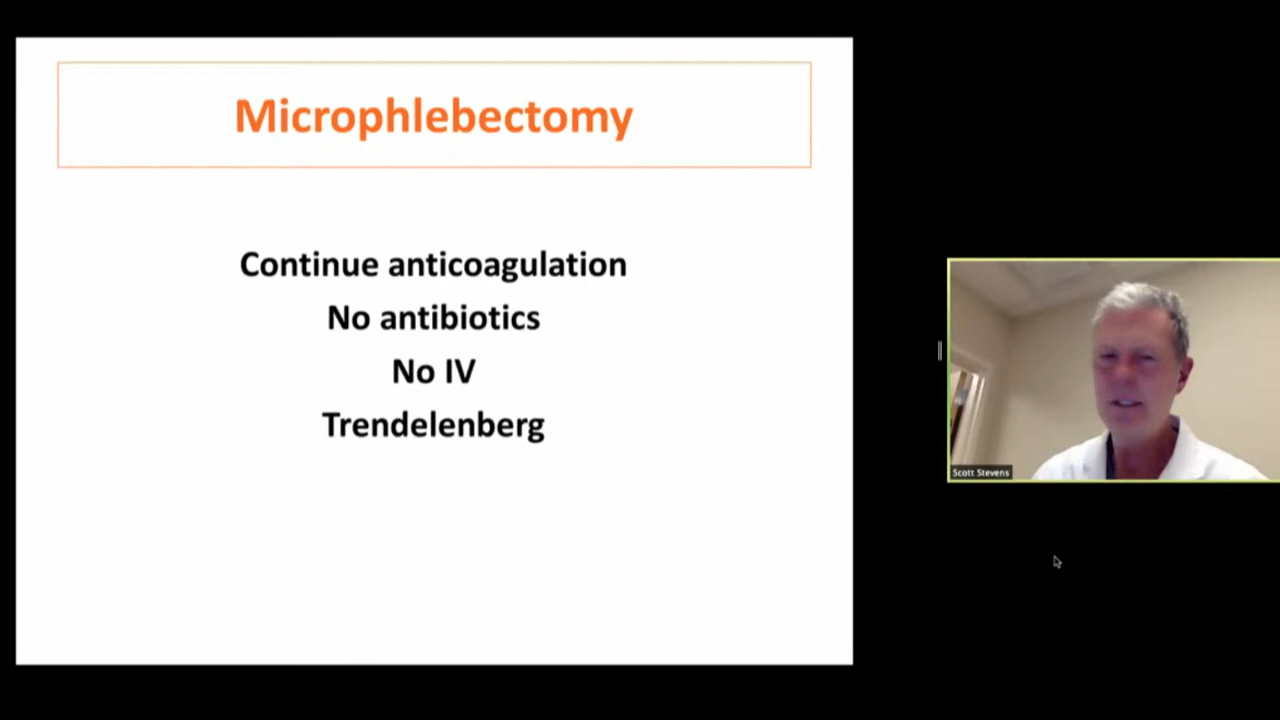 Microphlebectomy
Continue anticoagulation
No antibiotics
No IV
Trendelenberg
Scott Stevens